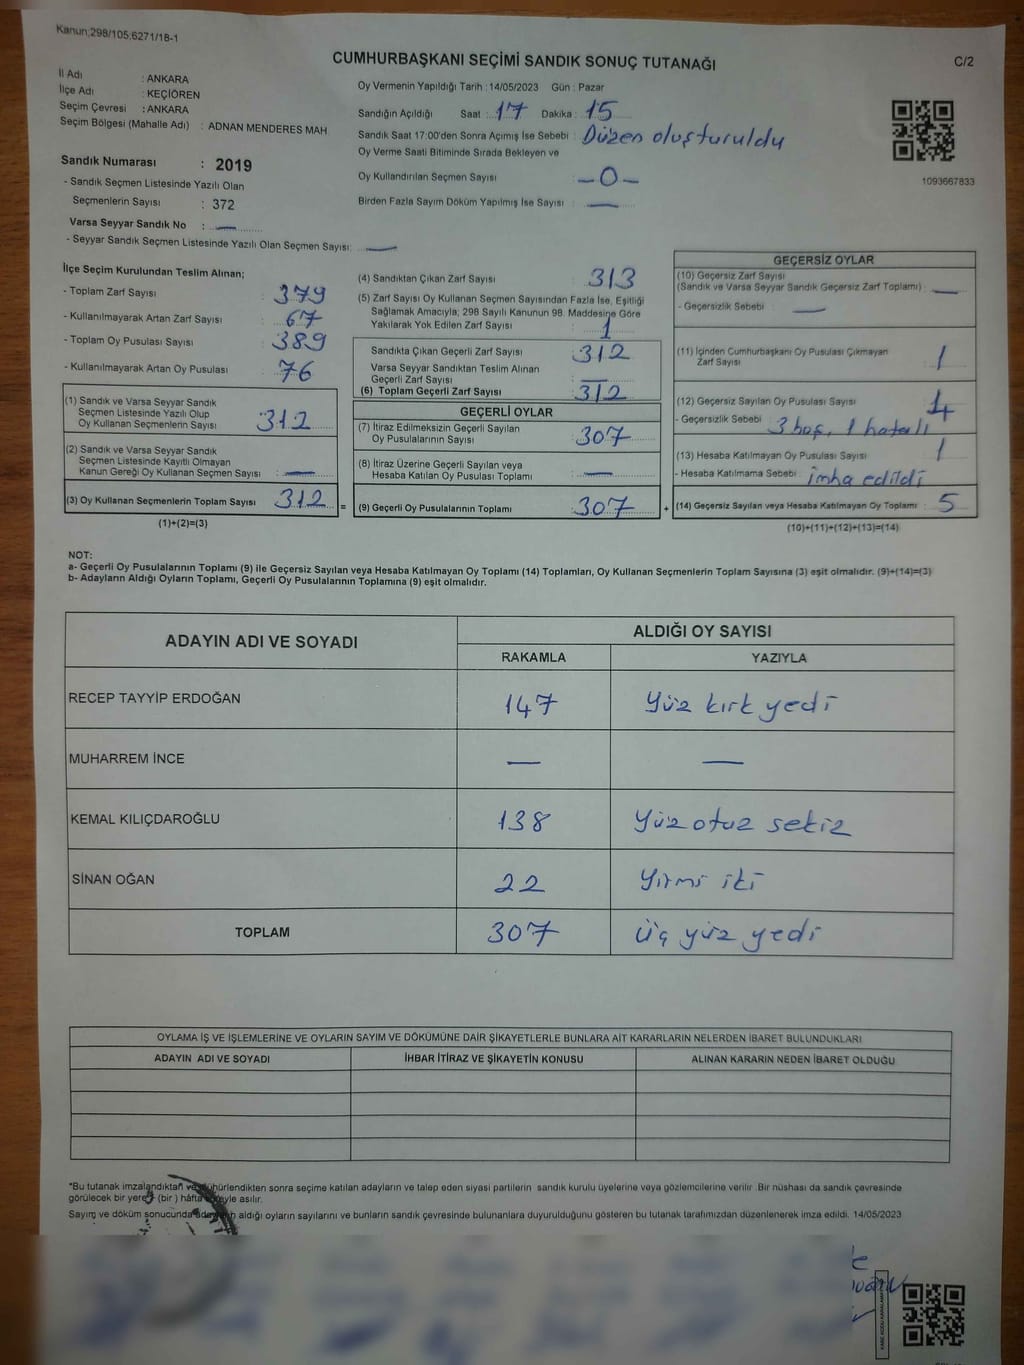 Kanun:298/105:6271/18-1
CUMHURBAŞKANI SEÇİMİ SANDIK SONUÇ TUTANAĞI
C/2
İl Adı : ANKARA
İlçe Adı : KEÇİÖREN
Seçim Çevresi : ANKARA
Seçim Bölgesi (Mahalle Adı) : ADNAN MENDERES MAH
Sandık Numarası : 2019
- Sandık Seçmen Listesinde Yazılı Olan
Seçmenlerin Sayısı : 372
Varsa Seyyar Sandık No : —
- Seyyar Sandık Seçmen Listesinde Yazılı Olan Seçmen Sayısı: —
Oy Vermenin Yapıldığı Tarih : 14/05/2023 Gün : Pazar
Sandığın Açıldığı Saat : 17 Dakika : 15
Sandık Saat 17:00'den Sonra Açımış İse Sebebi : Düzen oluşturuldu
Oy Verme Saati Bitiminde Sırada Bekleyen ve
Oy Kullandırılan Seçmen Sayısı : -0-
Birden Fazla Sayım Döküm Yapılmış İse Sayısı : —
1093667833
İlçe Seçim Kurulundan Teslim Alınan;
- Toplam Zarf Sayısı : 379
- Kullanılmayarak Artan Zarf Sayısı : 67
- Toplam Oy Pusulası Sayısı : 389
- Kullanılmayarak Artan Oy Pusulası : 76
(1) Sandık ve Varsa Seyyar Sandık
Seçmen Listesinde Yazılı Olup
Oy Kullanan Seçmenlerin Sayısı : 312
(2) Sandık ve Varsa Seyyar Sandık
Seçmen Listesinde Kayıtlı Olmayan
Kanun Gereği Oy Kullanan Seçmen Sayısı : —
(3) Oy Kullanan Seçmenlerin Toplam Sayısı : 312 =
(1)+(2)=(3)
(4) Sandıktan Çıkan Zarf Sayısı : 313
(5) Zarf Sayısı Oy Kullanan Seçmen Sayısından Fazla İse, Eşitliği
Sağlamak Amacıyla; 298 Sayılı Kanunun 98. Maddesine Göre
Yakılarak Yok Edilen Zarf Sayısı : 1
Sandıkta Çıkan Geçerli Zarf Sayısı : 312
Varsa Seyyar Sandıktan Teslim Alınan
Geçerli Zarf Sayısı : —
(6) Toplam Geçerli Zarf Sayısı : 312
GEÇERLİ OYLAR
(7) İtiraz Edilmeksizin Geçerli Sayılan
Oy Pusulalarının Sayısı : 307
(8) İtiraz Üzerine Geçerli Sayılan veya
Hesaba Katılan Oy Pusulası Toplamı : —
(9) Geçerli Oy Pusulalarının Toplamı : 307 +
GEÇERSİZ OYLAR
(10) Geçersiz Zarf Sayısı
(Sandık ve Varsa Seyyar Sandık Geçersiz Zarf Toplamı) : —
- Geçersizlik Sebebi : —
(11) İçinden Cumhurbaşkanı Oy Pusulası Çıkmayan
Zarf Sayısı : 1
(12) Geçersiz Sayılan Oy Pusulası Sayısı : 4
- Geçersizlik Sebebi : 3 boş, 1 hatalı
(13) Hesaba Katılmayan Oy Pusulası Sayısı : 1
- Hesaba Katılmama Sebebi : imha edildi
(14) Geçersiz Sayılan veya Hesaba Katılmayan Oy Toplamı : 5
(10)+(11)+(12)+(13)=(14)
NOT:
a- Geçerli Oy Pusulalarının Toplamı (9) ile Geçersiz Sayılan veya Hesaba Katılmayan Oy Toplamı (14) Toplamları, Oy Kullanan Seçmenlerin Toplam Sayısına (3) eşit olmalıdır. (9)+(14)=(3)
b- Adayların Aldığı Oyların Toplamı, Geçerli Oy Pusulalarının Toplamına (9) eşit olmalıdır.
ADAYIN ADI VE SOYADI
ALDIĞI OY SAYISI
RAKAMLA YAZIYLA
RECEP TAYYİP ERDOĞAN 147 Yüz kırk yedi
MUHARREM İNCE — —
KEMAL KILIÇDAROĞLU 138 Yüz otuz sekiz
SİNAN OĞAN 22 Yirmi iki
TOPLAM 307 Üç yüz yedi
OYLAMA İŞ VE İŞLEMLERİNE VE OYLARIN SAYIM VE DÖKÜMÜNE DAİR ŞİKAYETLERLE BUNLARA AİT KARARLARIN NELERDEN İBARET BULUNDUKLARI
ADAYIN ADI VE SOYADI İHBAR İTİRAZ VE ŞİKAYETİN KONUSU ALINAN KARARIN NEDEN İBARET OLDUĞU
*Bu tutanak imzalandıktan ve mühürlendikten sonra seçime katılan adayların ve talep eden siyasi partilerin sandık kurulu üyelerine veya gözlemcilerine verilir. Bir nüshası da sandık çevresinde
görülecek bir yere (bir) hafta süreyle asılır.
Sayım ve döküm sonucunda adayların aldığı oyların sayılarını ve bunların sandık çevresinde bulunanlara duyurulduğunu gösteren bu tutanak tarafımızdan düzenlenerek imza edildi. 14/05/2023